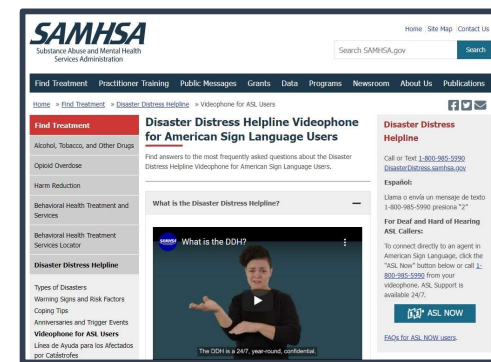 SAMHSA
Substance Abuse and Mental Health
Services Administration
Home Site Map Contact Us
Search SAMHSA.gov
Search
Find Treatment Practitioner Training Public Messages Grants Data Programs Newsroom About Us Publications
Home » Find Treatment » Disaster Distress Helpline » Videophone for ASL Users
Find Treatment
Alcohol, Tobacco, and Other Drugs
Opioid Overdose
Harm Reduction
Behavioral Health Treatment and
Services
Behavioral Health Treatment
Services Locator
Disaster Distress Helpline
Types of Disasters
Warning Signs and Risk Factors
Coping Tips
Anniversaries and Trigger Events
Videophone for ASL Users
Línea de Ayuda para los Afectados
por Catástrofes
Disaster Distress Helpline Videophone
for American Sign Language Users
Find answers to the most frequently asked questions about the Disaster
Distress Helpline Videophone for American Sign Language Users.
What is the Disaster Distress Helpline?
SAMHSA
What is the DDH?
The DDH is a 24/7, year-round, confidential,
Disaster Distress
Helpline
Call or Text 1-800-985-5990
DisasterDistress.samhsa.gov
Español:
Llama o envía un mensaje de texto
1-800-985-5990 presiona "2"
For Deaf and Hard of Hearing
ASL Callers:
To connect directly to an agent in
American Sign Language, click the
"ASL Now" button below or call 1-
800-985-5990 from your
videophone. ASL Support is
available 24/7.
ASL NOW
FAQs for ASL NOW users.